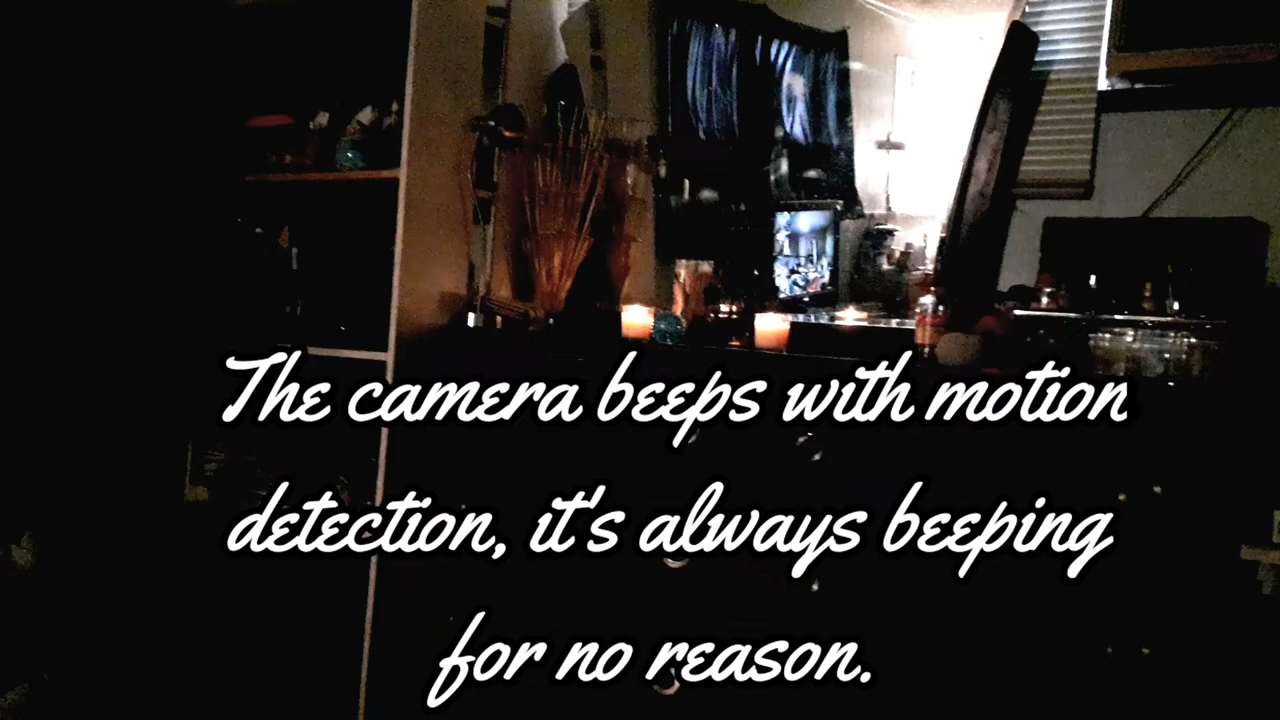 The camera beeps with motion
detection, it's always beeping
for no reason.